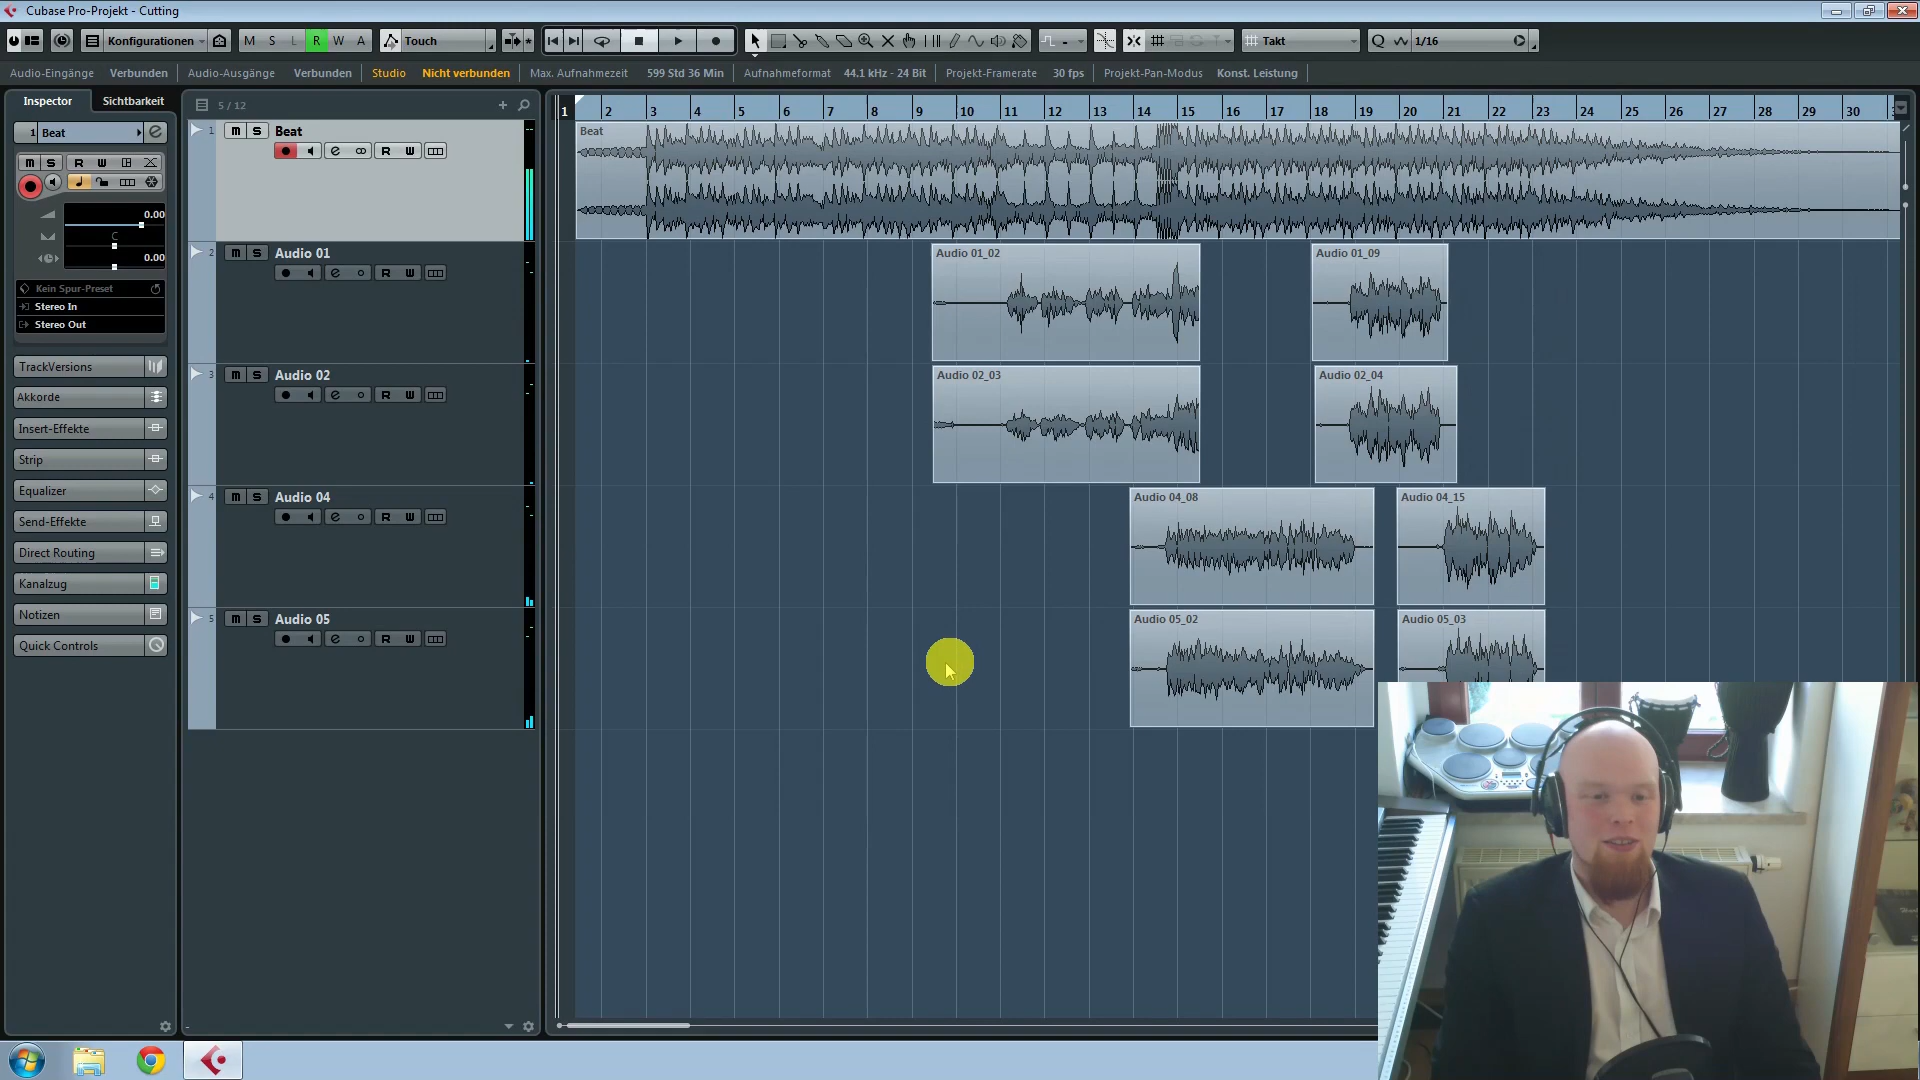 Cubase Pro-Projekt - Cutting
Konfigurationen M S L R W A Touch Takt Q 1/16
Audio-Eingänge Verbunden Audio-Ausgänge Verbunden Studio Nicht verbunden Max. Aufnahmezeit 599 Std 36 Min Aufnahmeformat 44.1 kHz - 24 Bit Projekt-Framerate 30 fps Projekt-Pan-Modus Konst. Leistung
Inspector Sichtbarkeit 5 / 12
1 2 3 4 5 6 7 8 9 10 11 12 13 14 15 16 17 18 19 20 21 22 23 24 25 26 27 28 29 30
1 Beat
M S R W
0.00
C
0.00
Kein Spur-Preset
Stereo In
Stereo Out
TrackVersions
Akkorde
Insert-Effekte
Strip
Equalizer
Send-Effekte
Direct Routing
Kanalzug
Notizen
Quick Controls
1 m S Beat
e R W
2 m S Audio 01
e R W
3 m S Audio 02
e R W
4 m S Audio 04
e R W
5 m S Audio 05
e R W
Beat
Audio 01_02 Audio 01_09
Audio 02_03 Audio 02_04
Audio 04_08 Audio 04_15
Audio 05_02 Audio 05_03